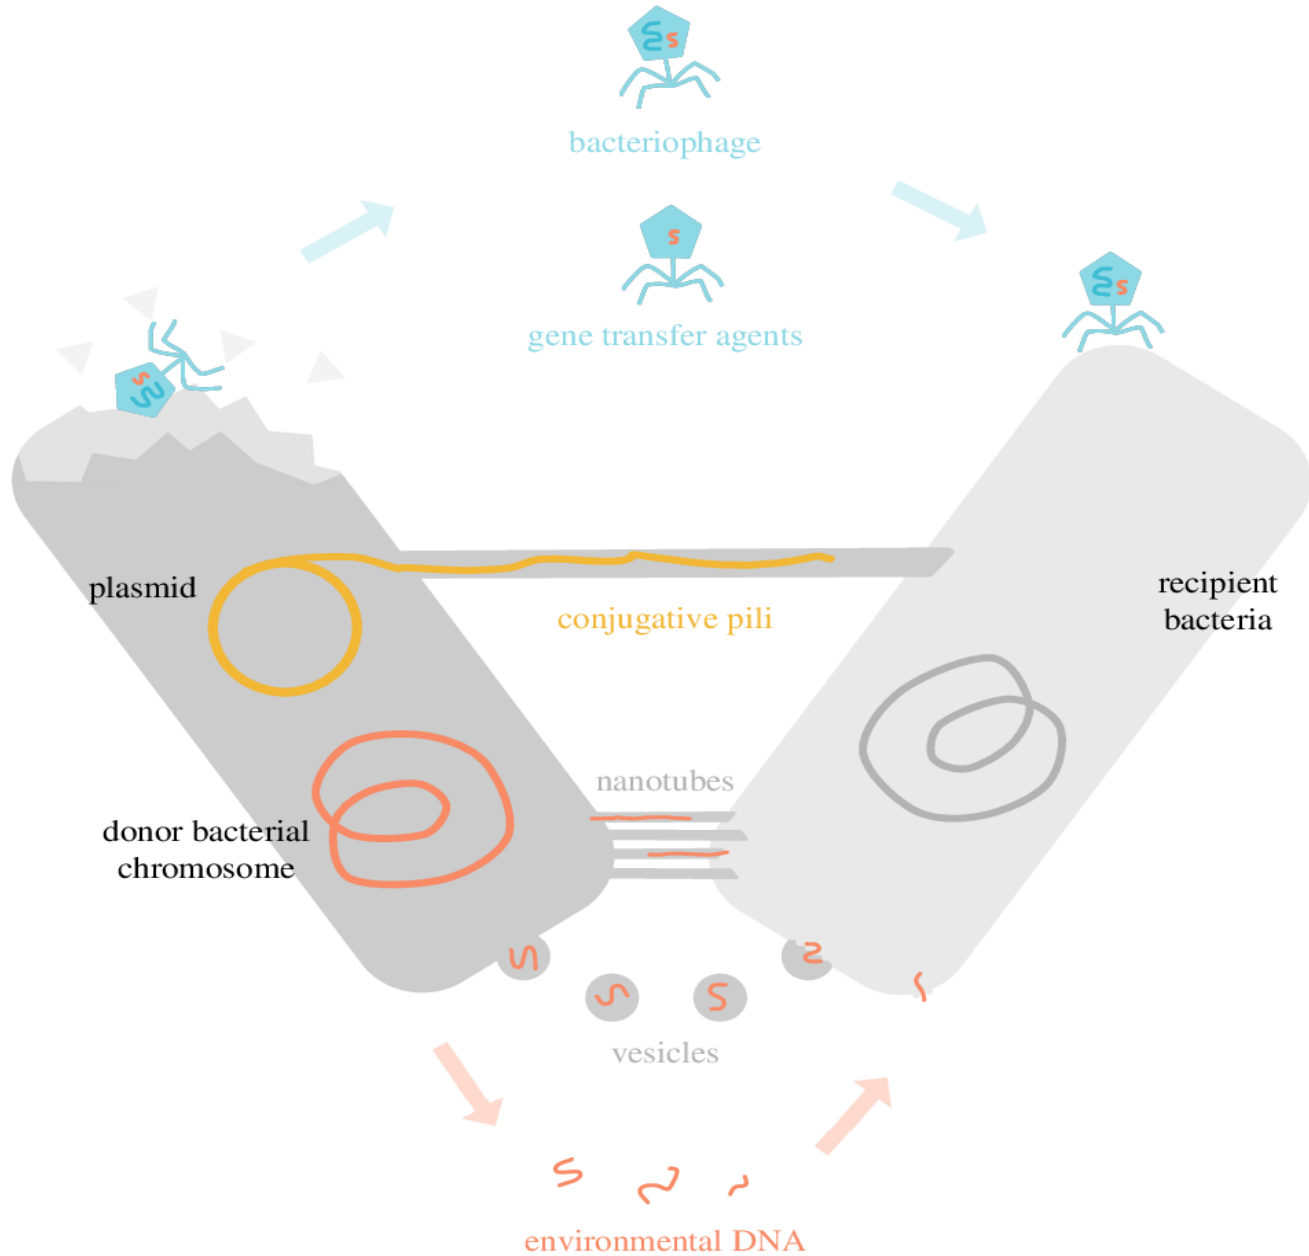 bacteriophage
gene transfer agents
plasmid
conjugative pili
recipient
bacteria
nanotubes
donor bacterial
chromosome
vesicles
environmental DNA